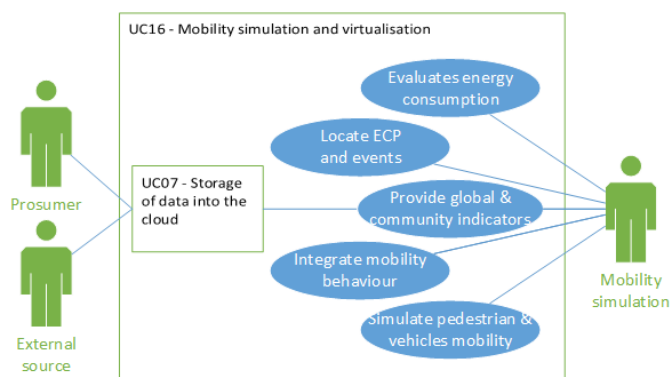 UC16 - Mobility simulation and virtualisation
Evaluates energy
consumption
Locate ECP
and events
UC07 - Storage
of data into the
cloud
Prosumer
Provide global &
community indicators
Integrate mobility
behaviour
Mobility
simulation
Simulate pedestrian &
vehicles mobility
External
source